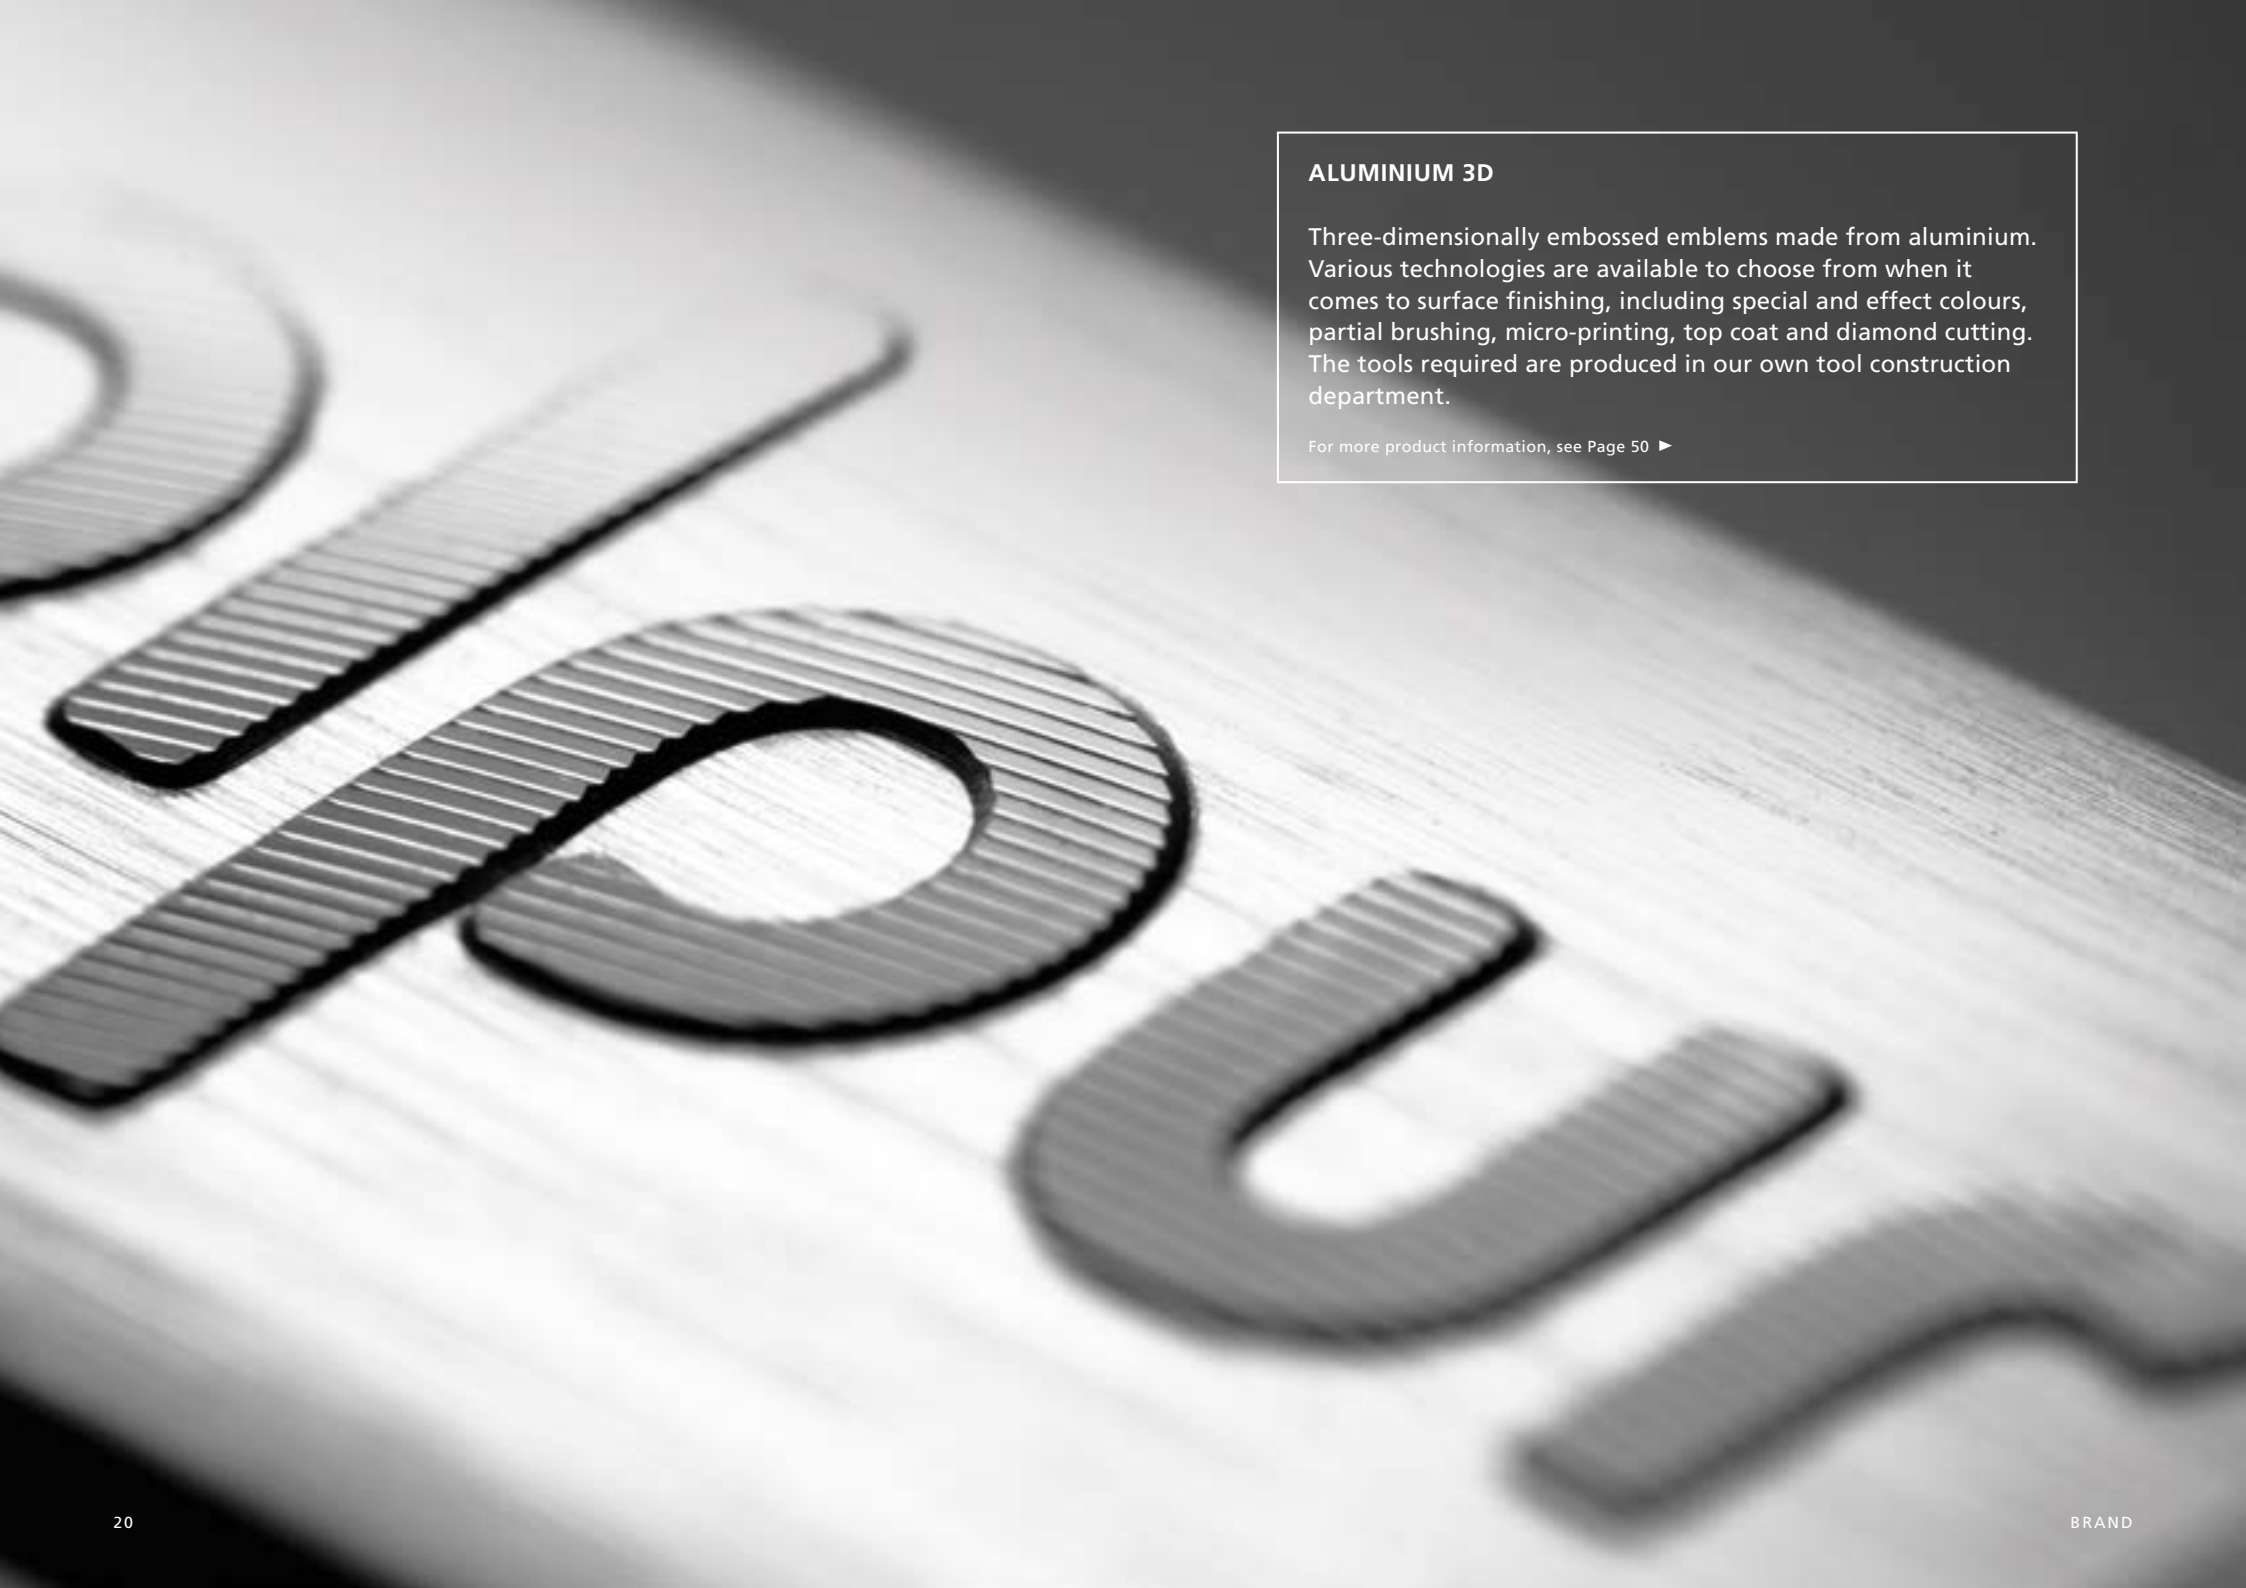 ALUMINIUM 3D
Three-dimensionally embossed emblems made from aluminium.
Various technologies are available to choose from when it
comes to surface finishing, including special and effect colours,
partial brushing, micro-printing, top coat and diamond cutting.
The tools required are produced in our own tool construction
department.
For more product information, see Page 50 ►
20
BRAND